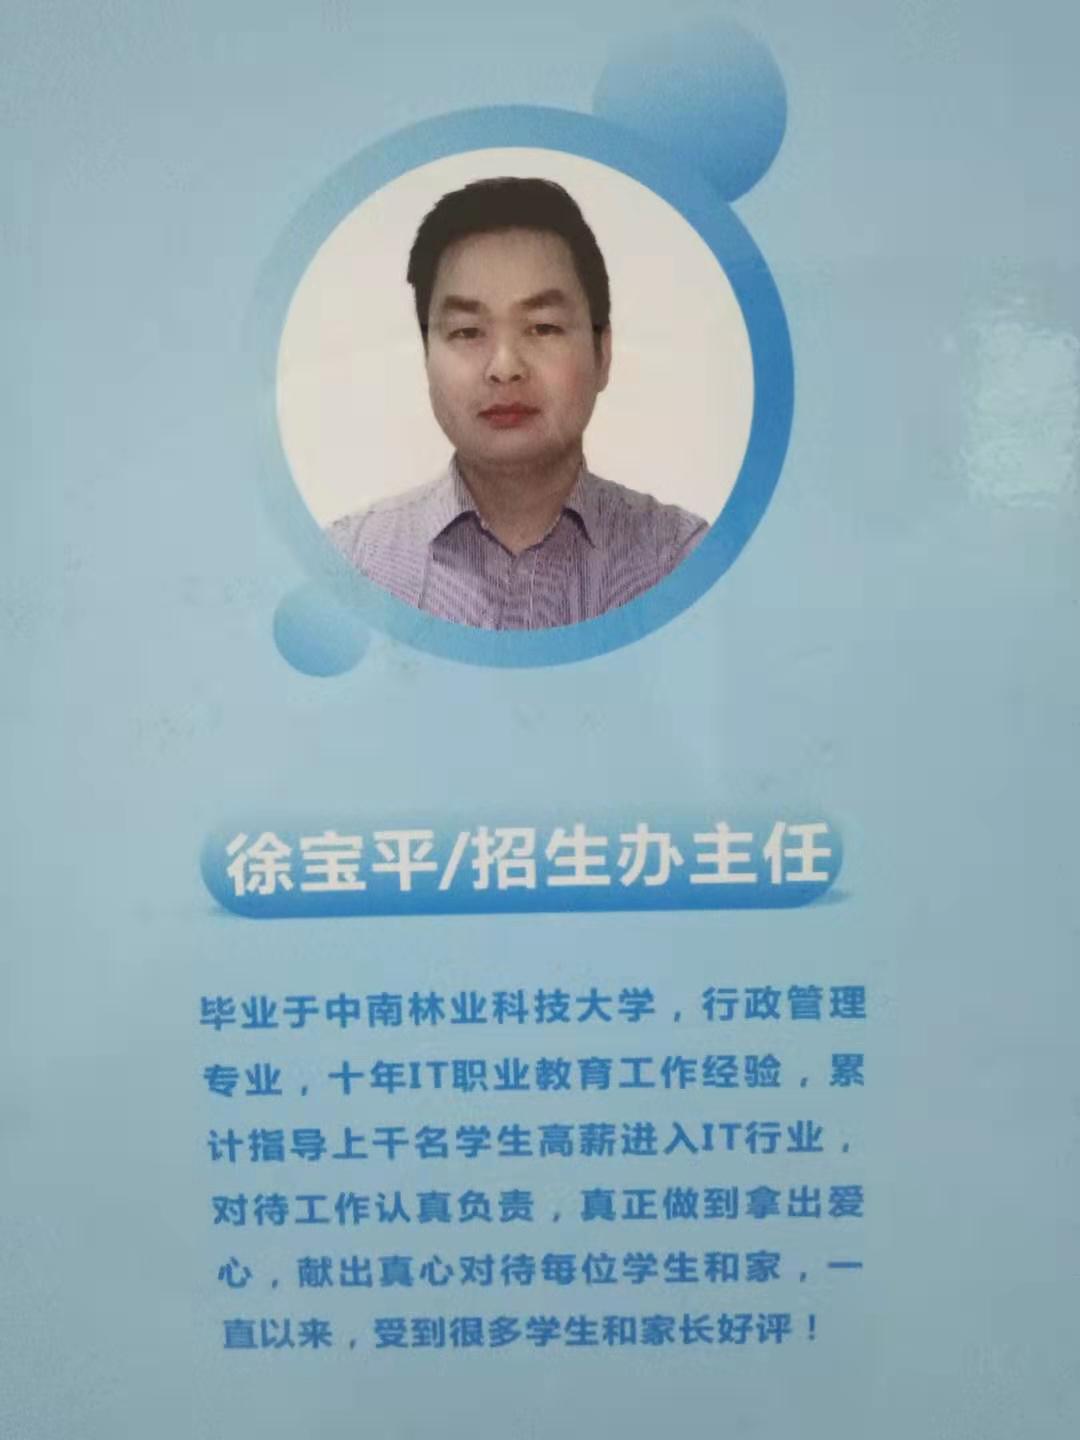 徐宝平/招生办主任
毕业于中南林业科技大学，行政管理
专业，十年IT职业教育工作经验，累
计指导上千名学生高薪进入IT行业，
对待工作认真负责，真正做到拿出爱
心，献出真心对待每位学生和家，一
直以来，受到很多学生和家长好评！